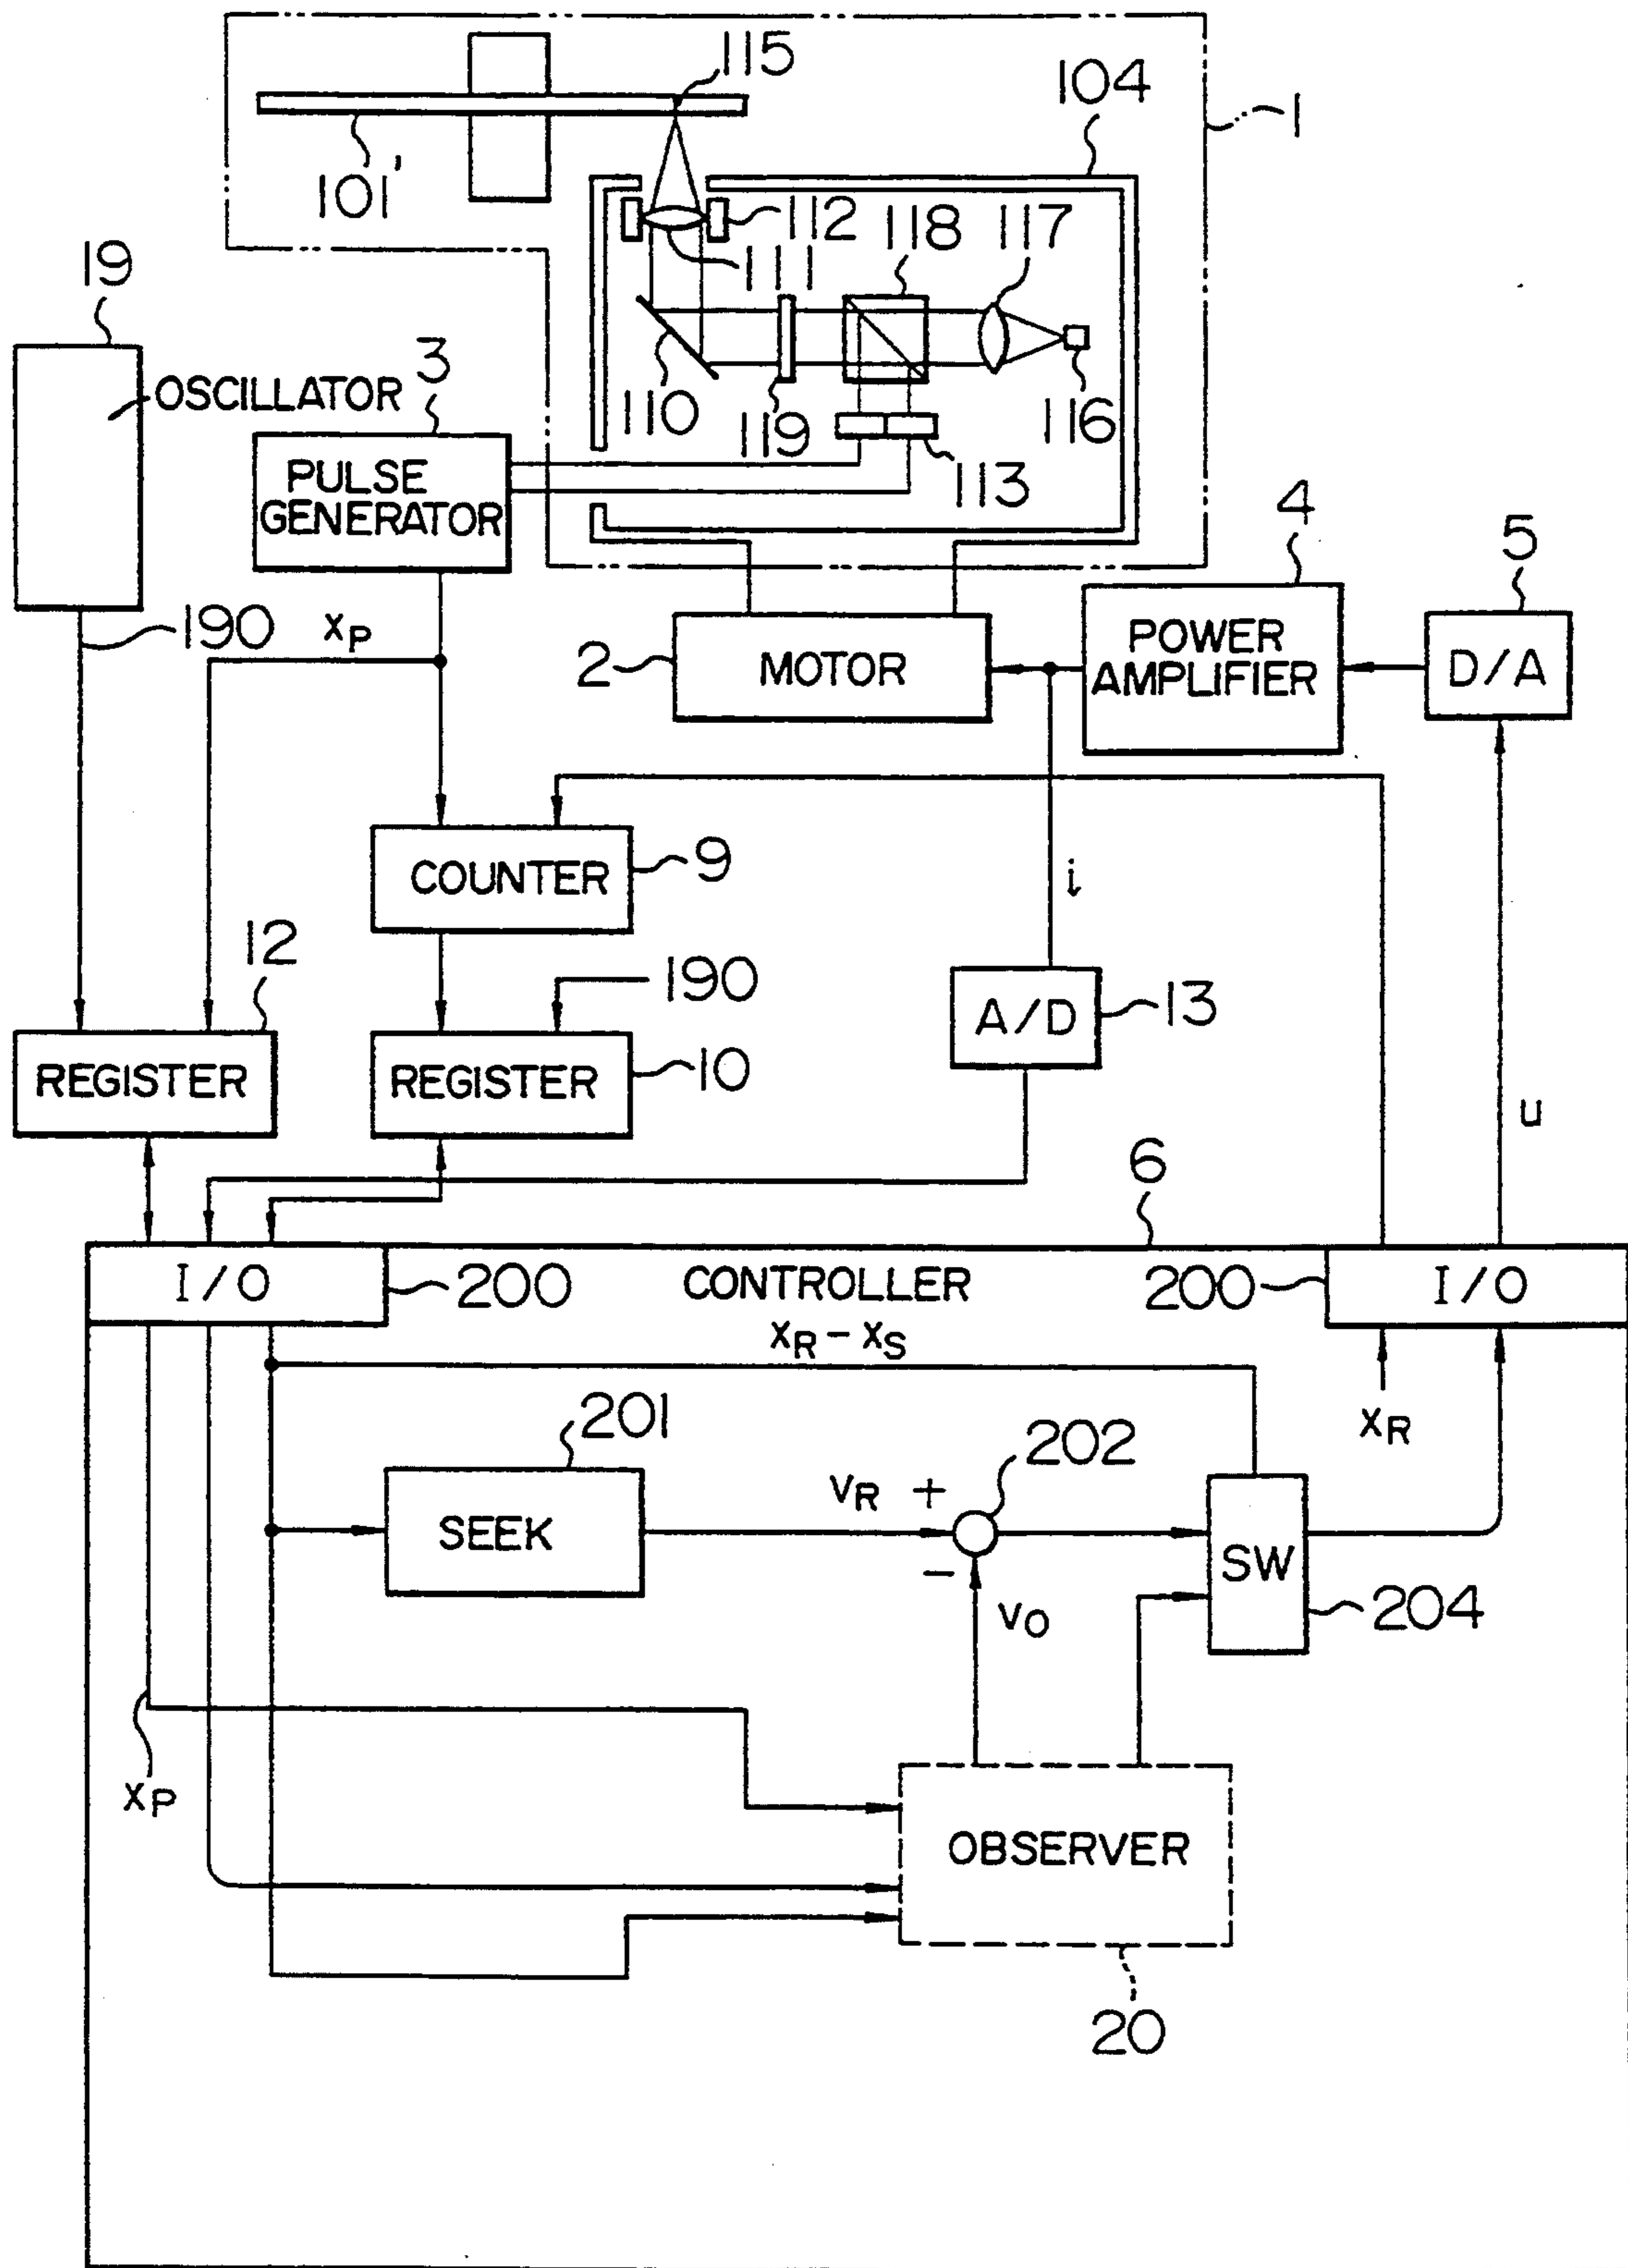 115
104
1
101'
112
118
117
111
19
OSCILLATOR
3
110
119
116
113
PULSE
GENERATOR
4
5
190
xP
2
MOTOR
POWER
AMPLIFIER
D/A
COUNTER
9
i
12
190
A/D
13
REGISTER
REGISTER
10
u
6
I/O
200
CONTROLLER
200
I/O
xR - xS
201
202
xR
SEEK
vR +
SW
-
vO
204
xP
OBSERVER
20